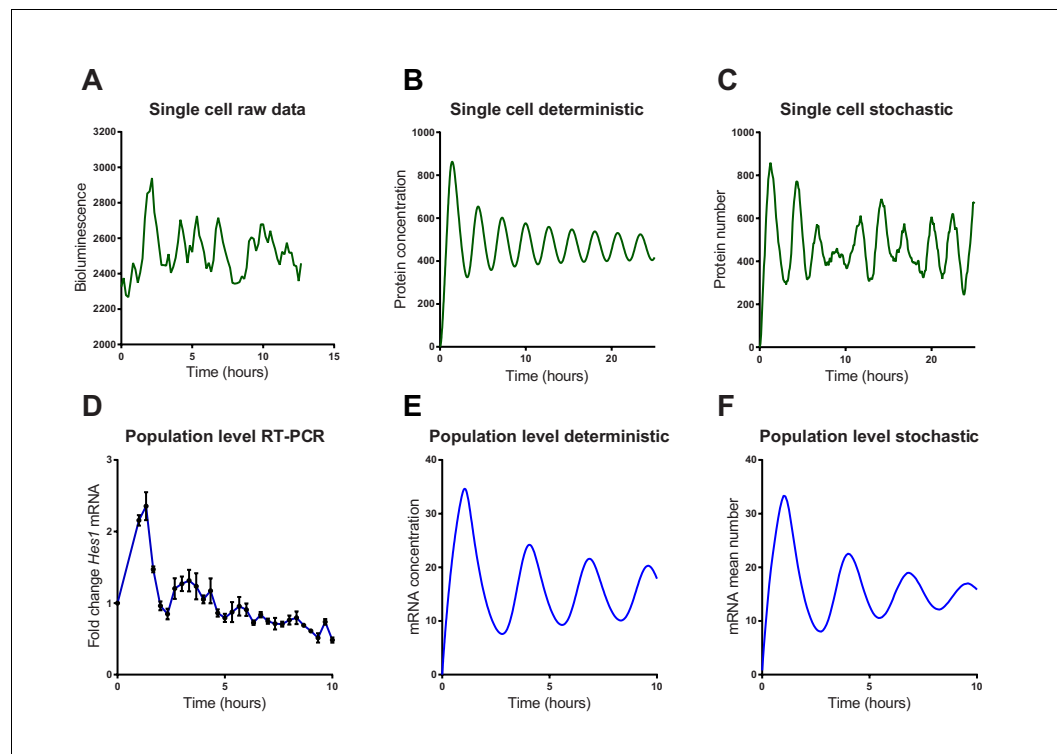 A
Single cell raw data
3200
3000
2800
2600
2400
2200
2000
Bioluminescence
0 5 10 15
Time (hours)
B
Single cell deterministic
1000
800
600
400
200
0
Protein concentration
0 10 20
Time (hours)
C
Single cell stochastic
1000
800
600
400
200
0
Protein number
0 10 20
Time (hours)
D
Population level RT-PCR
3
2
1
0
Fold change Hes1 mRNA
0 5 10
Time (hours)
E
Population level deterministic
40
30
20
10
0
mRNA concentration
0 5 10
Time (hours)
F
Population level stochastic
40
30
20
10
0
mRNA mean number
0 5 10
Time (hours)